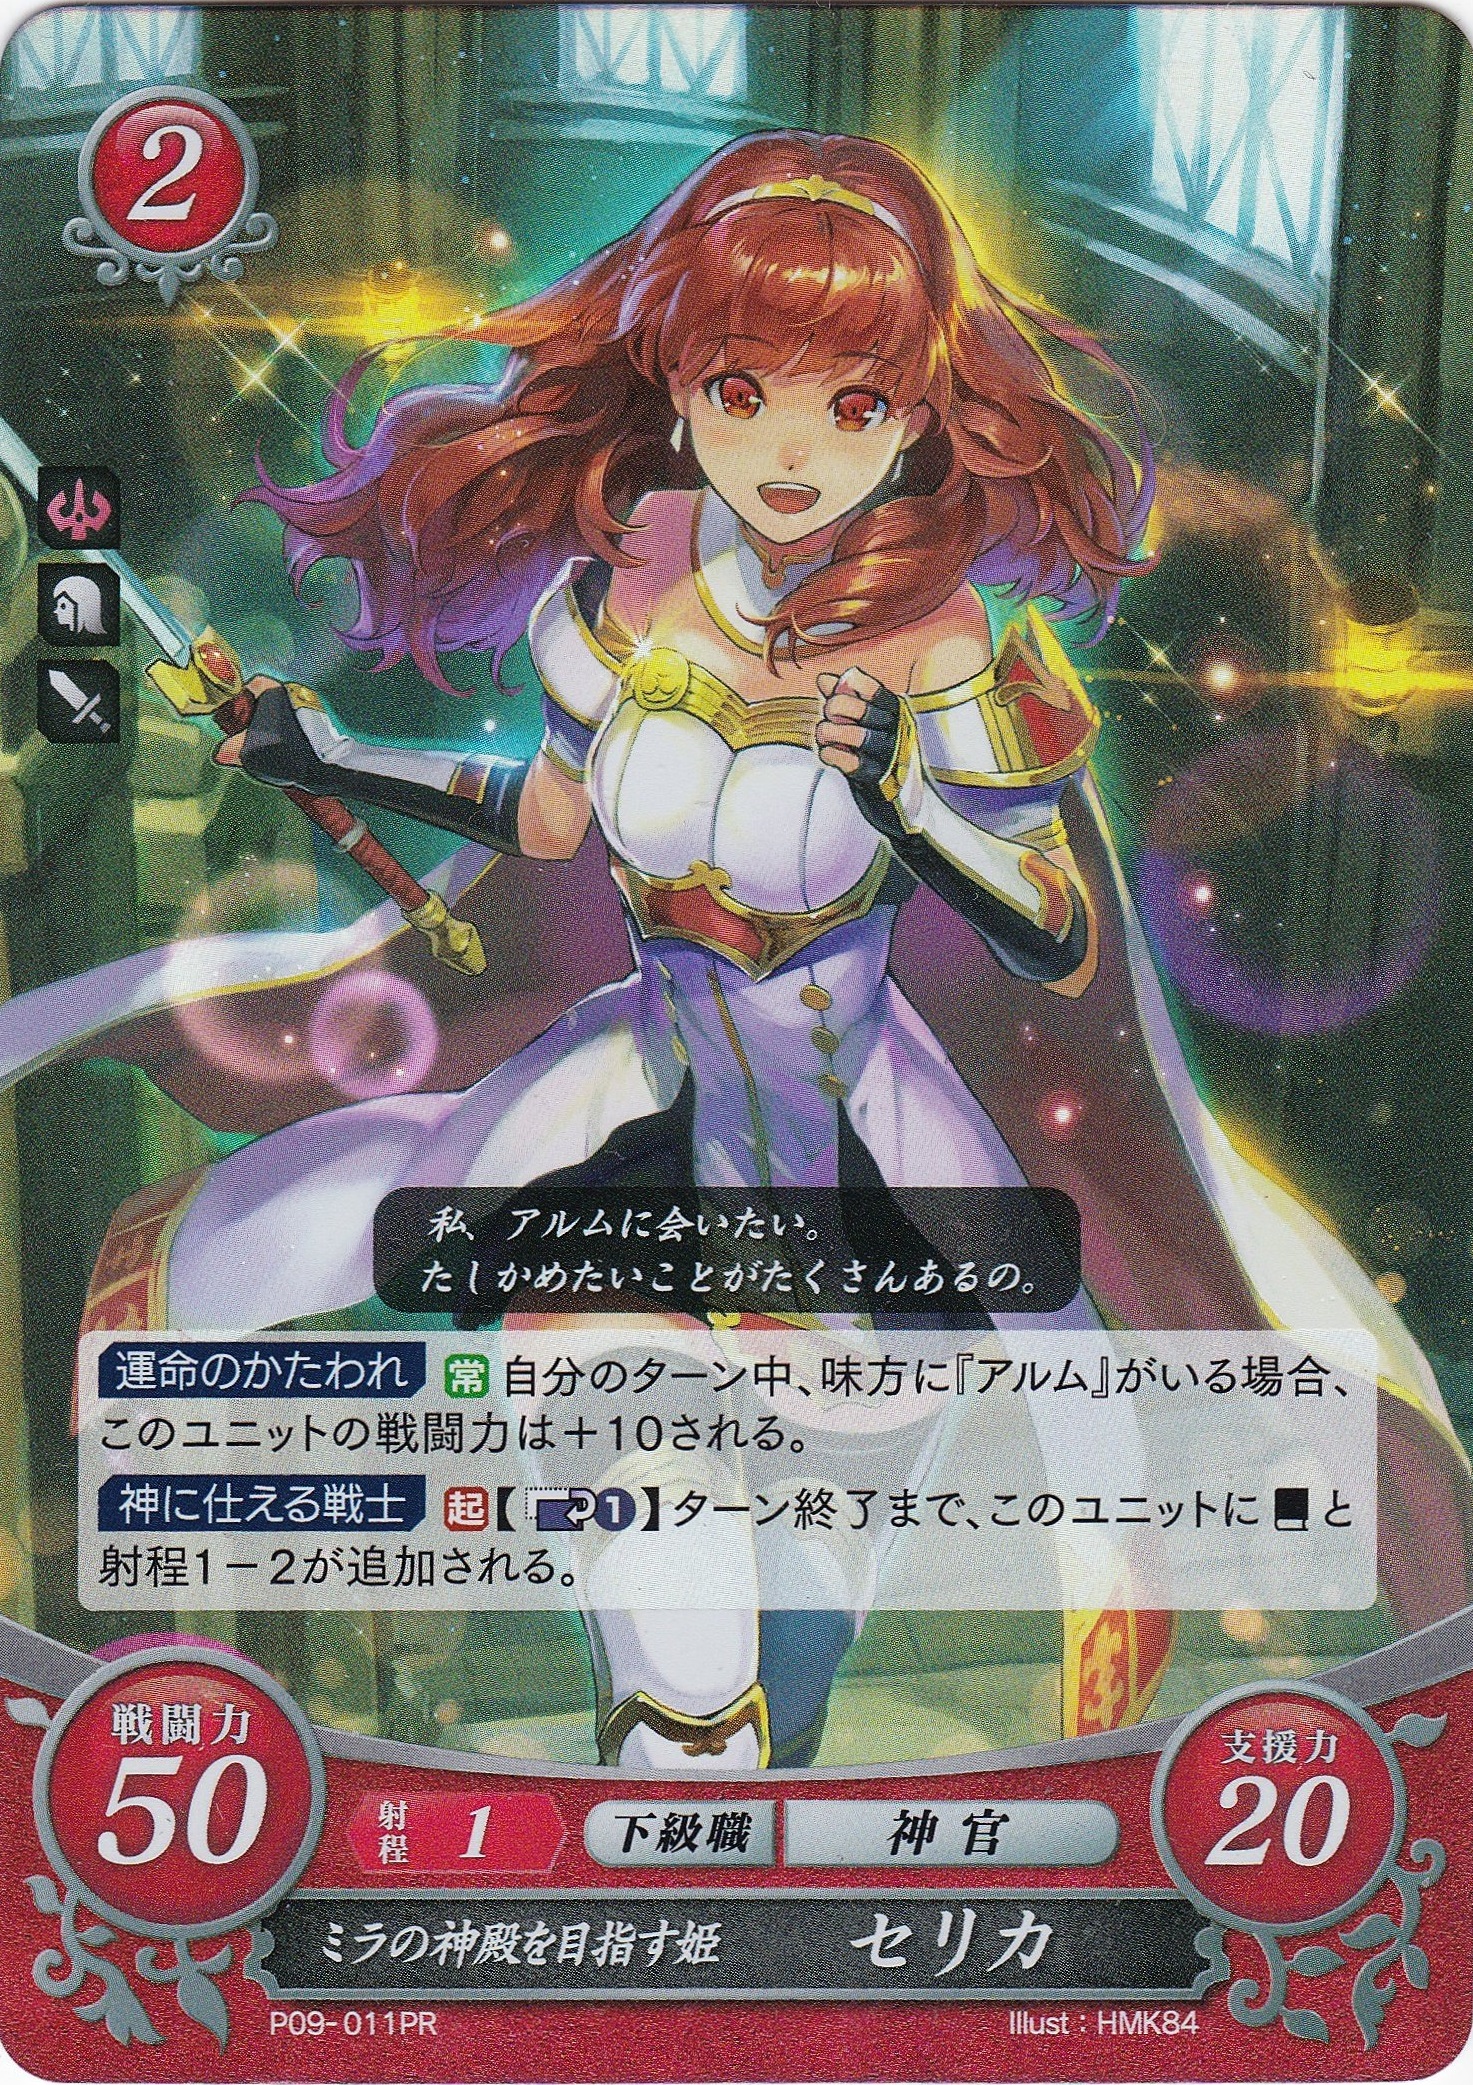 2
私、アルムに会いたい。
たしかめたいことがたくさんあるの。
運命のかたわれ 常 自分のターン中、味方に『アルム』がいる場合、
このユニットの戦闘力は＋10される。
神に仕える戦士 起【1】ターン終了まで、このユニットに と
射程1－2が追加される。
戦闘力
50
射程 1
下級職 神官
支援力
20
ミラの神殿を目指す姫 セリカ
P09-011PR Illust：HMK84